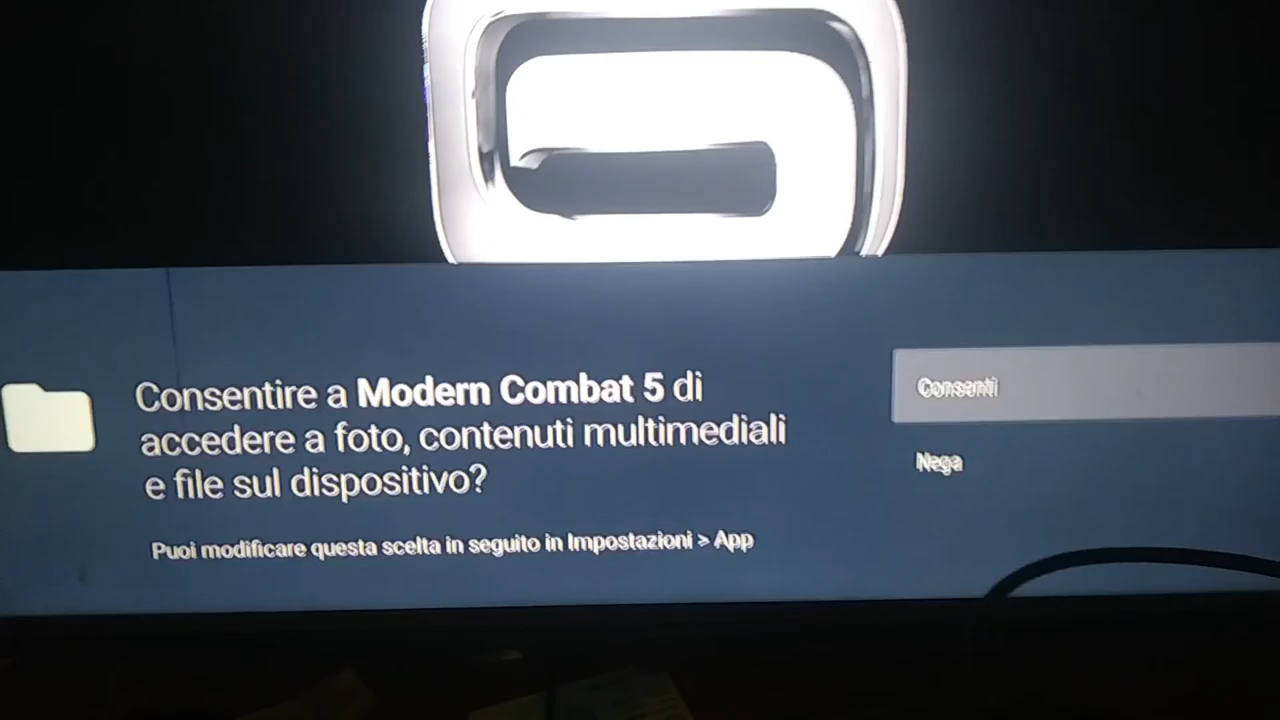 Consentire a Modern Combat 5 di
accedere a foto, contenuti multimediali
e file sul dispositivo?
Puoi modificare questa scelta in seguito in Impostazioni > App
Consenti
Nega